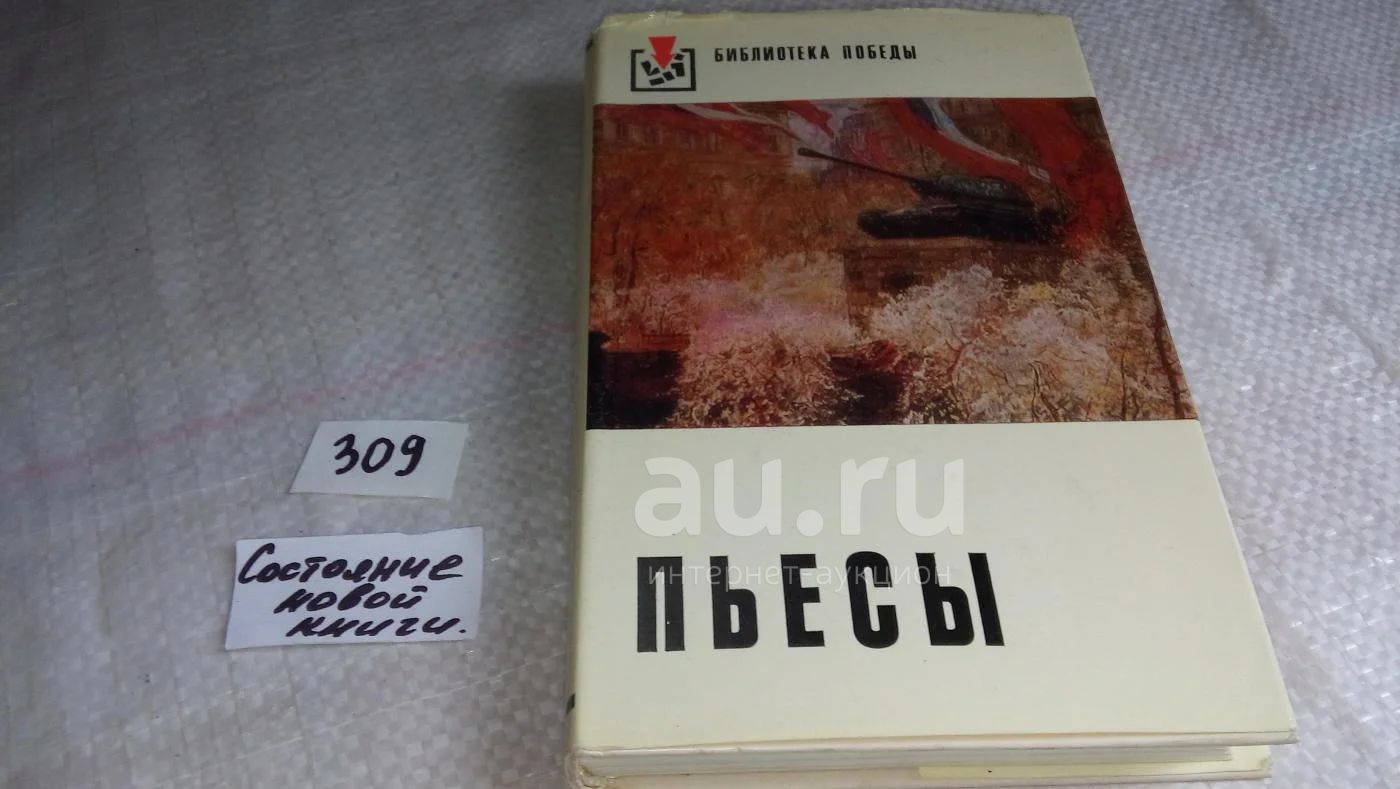 БИБЛИОТЕКА ПОБЕДЫ
309
Состояние
новой
книги.
au.ru
интернет-аукцион
ПЬЕСЫ